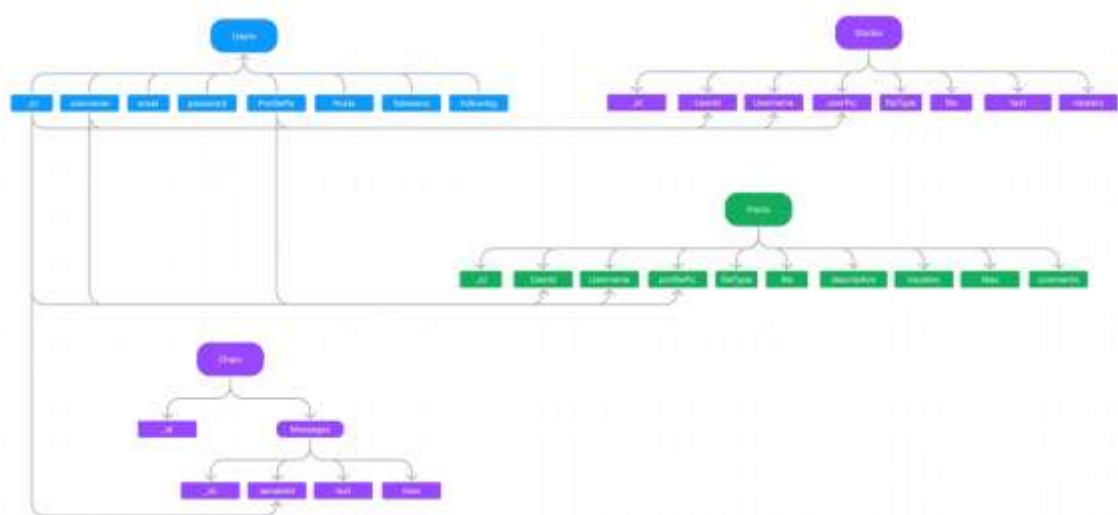 Users
Stories
_id
username
email
password
ProfilePic
Posts
followers
following
_id
UserId
Username
userPic
fileType
file
text
viewers
Posts
_id
UserId
Username
profilePic
fileType
file
description
location
likes
comments
Chats
_id
Messages
_id
senderId
text
time